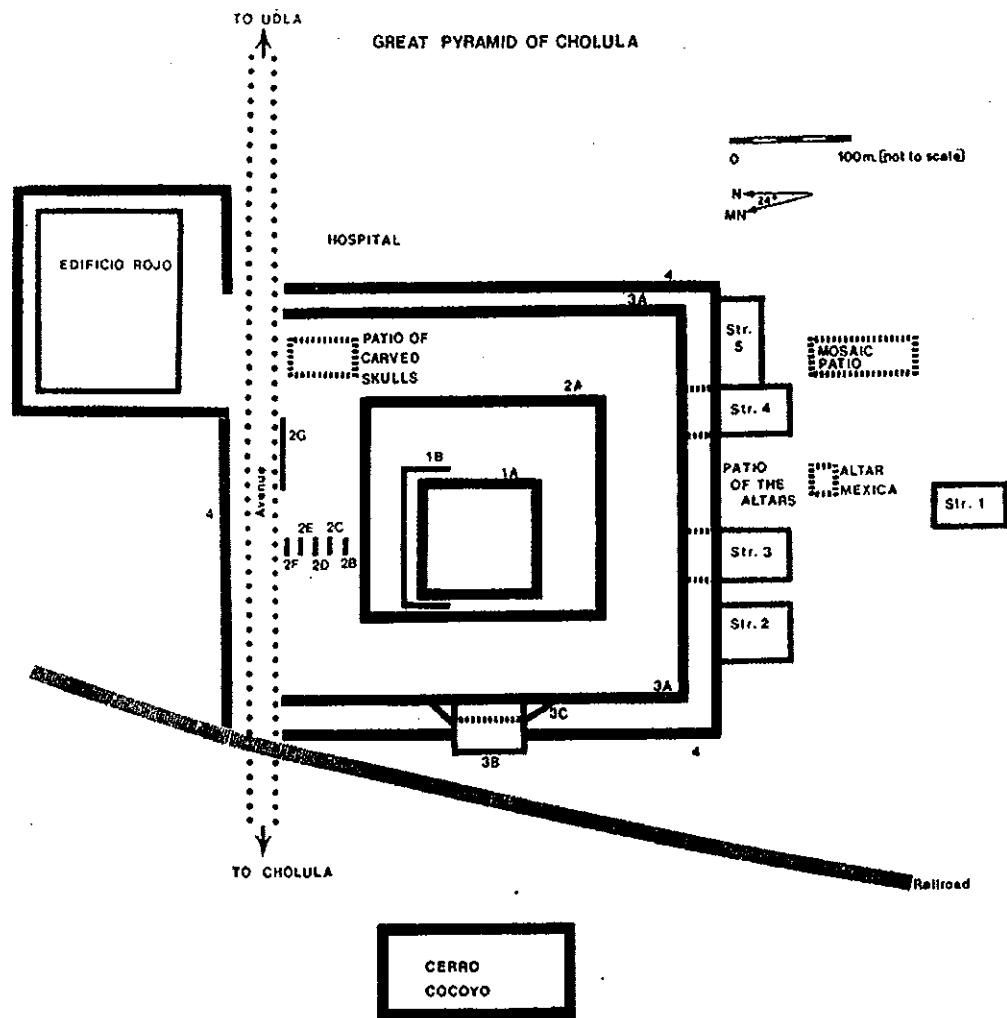 TO UDLA
GREAT PYRAMID OF CHOLULA
0 100m. (not to scale)
N
24°
MN
HOSPITAL
EDIFICIO ROJO
4
3A
Str.
5
PATIO OF
CARVED
SKULLS
MOSAIC
PATIO
2A
Str. 4
2G
1B
1A
PATIO
OF THE
ALTARS
ALTAR
MEXICA
Str. 1
Avenue
4
2E 2C
2F 2D 2B
Str. 3
Str. 2
3A
3C
3B
4
TO CHOLULA
Railroad
CERRO
COCOYO